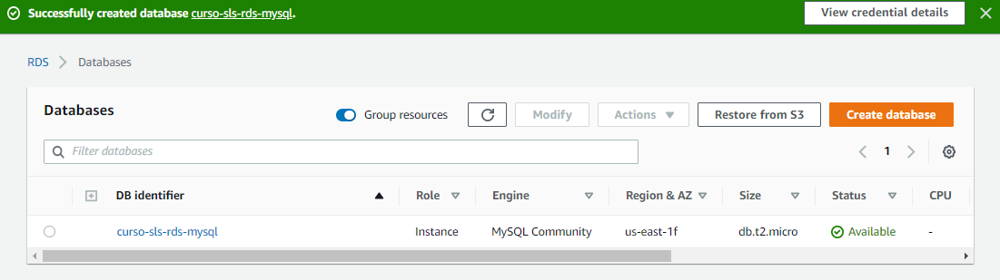 Successfully created database curso-sls-rds-mysql. View credential details
RDS Databases
Databases Group resources Modify Actions Restore from S3 Create database
Filter databases 1
DB identifier Role Engine Region & AZ Size Status CPU
curso-sls-rds-mysql Instance MySQL Community us-east-1f db.t2.micro Available -